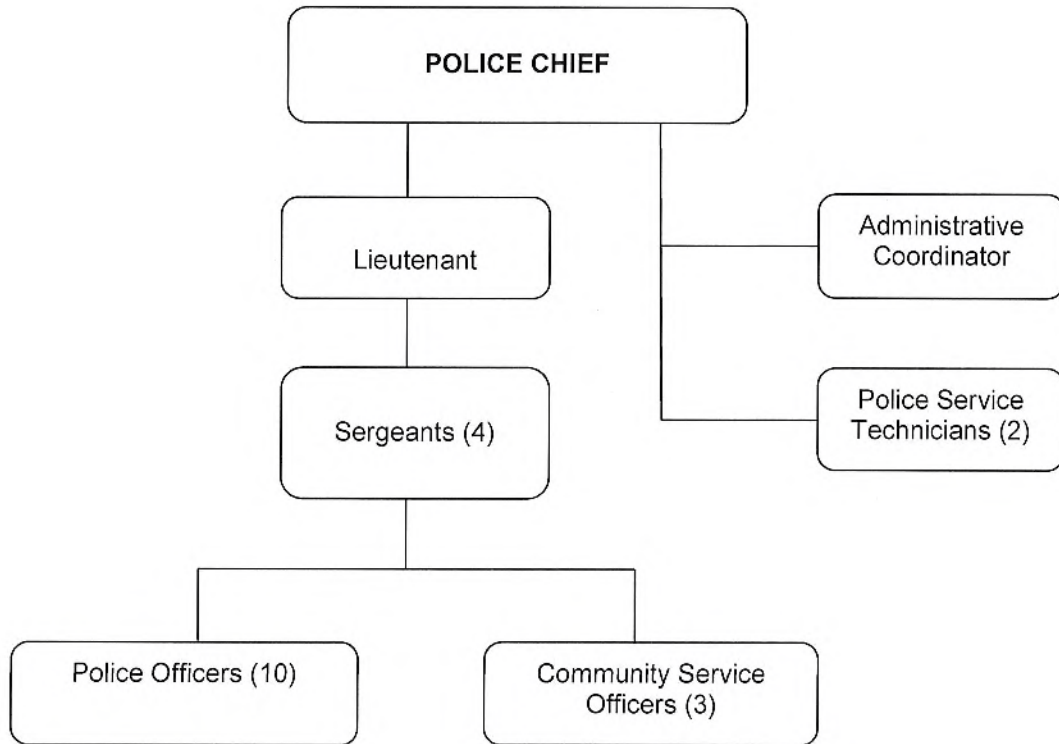 POLICE CHIEF
Lieutenant
Administrative
Coordinator
Sergeants (4)
Police Service
Technicians (2)
Police Officers (10)
Community Service
Officers (3)